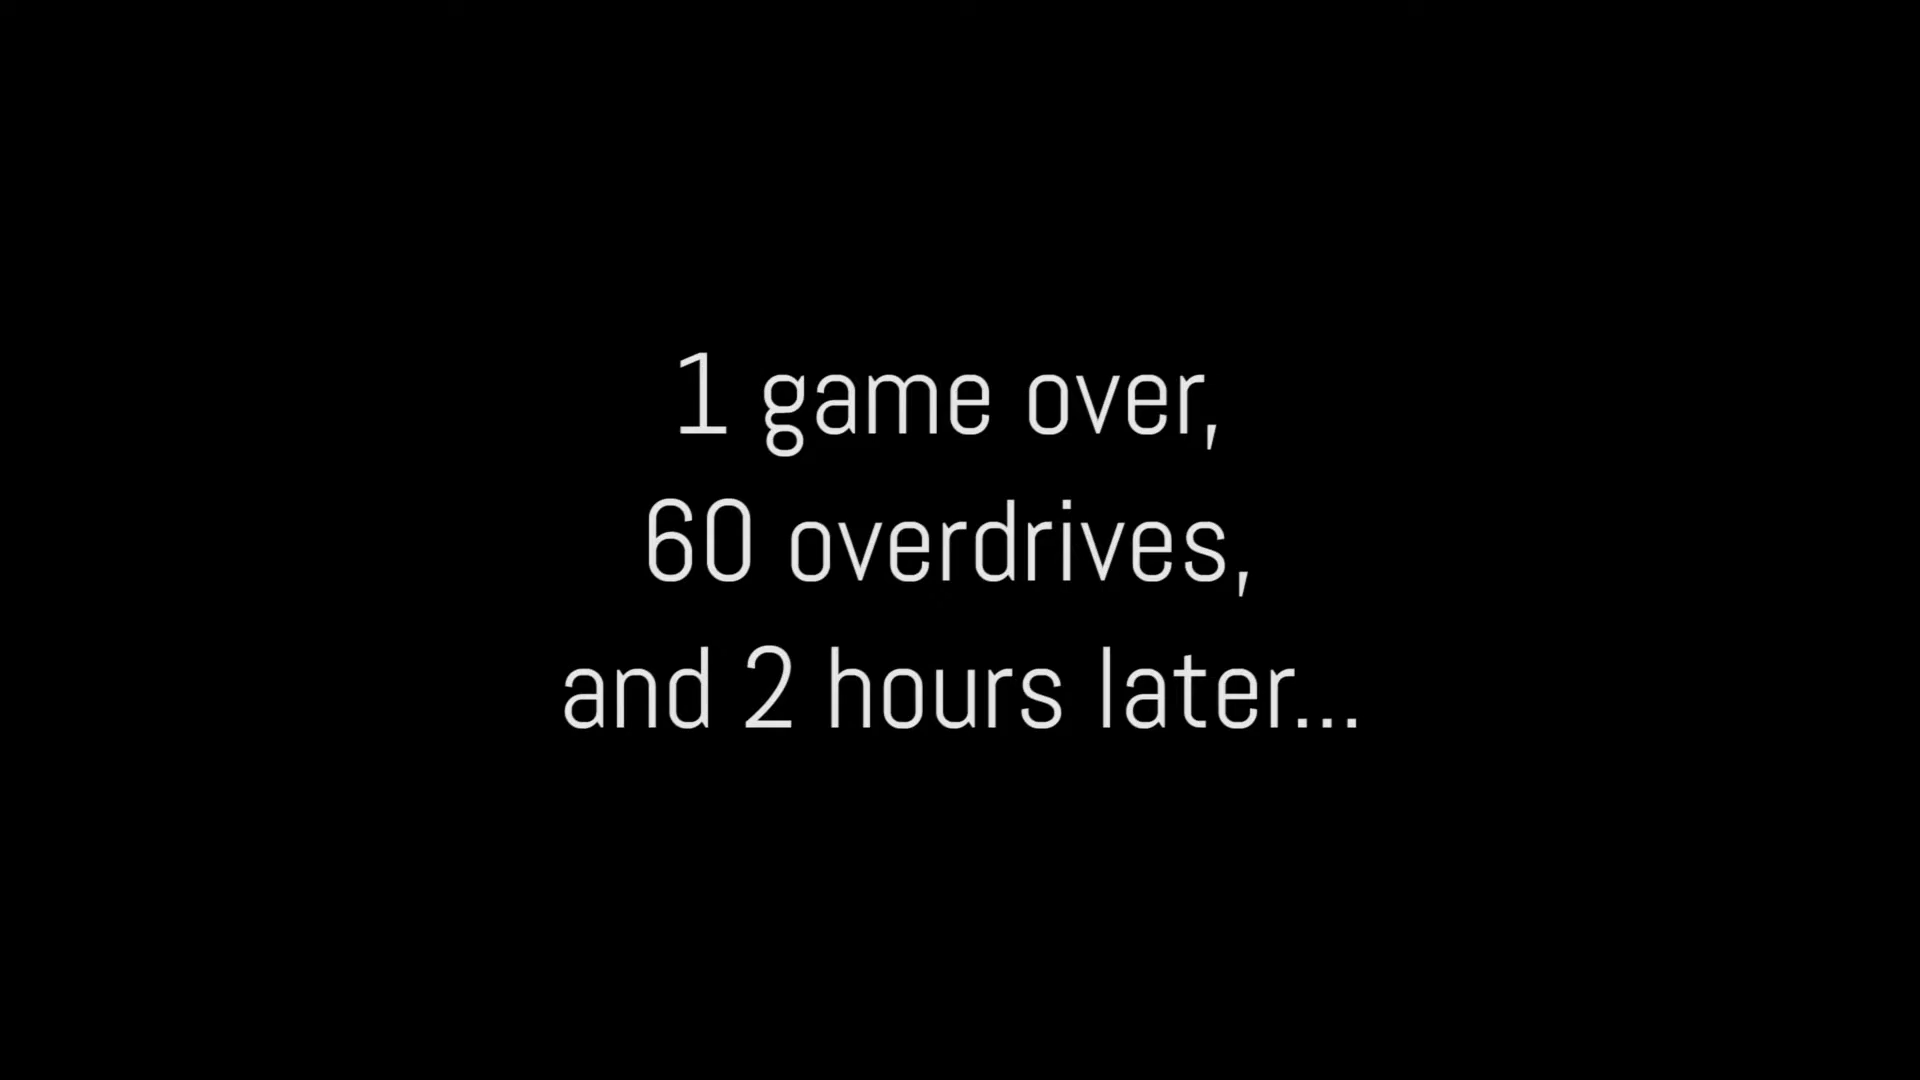 1 game over,
60 overdrives,
and 2 hours later...